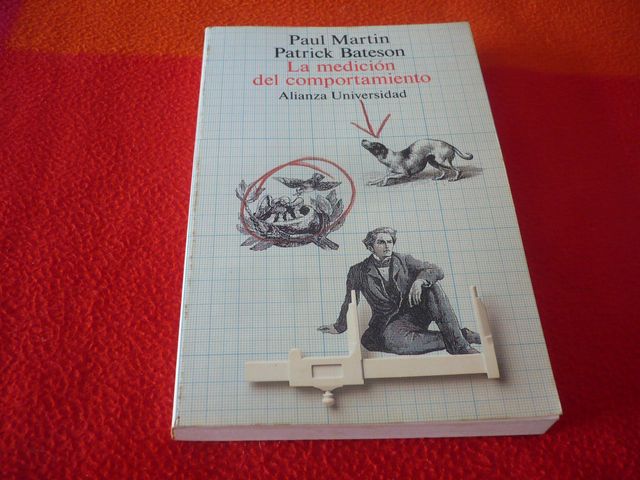 Paul Martin
Patrick Bateson
La medición
del comportamiento
Alianza Universidad